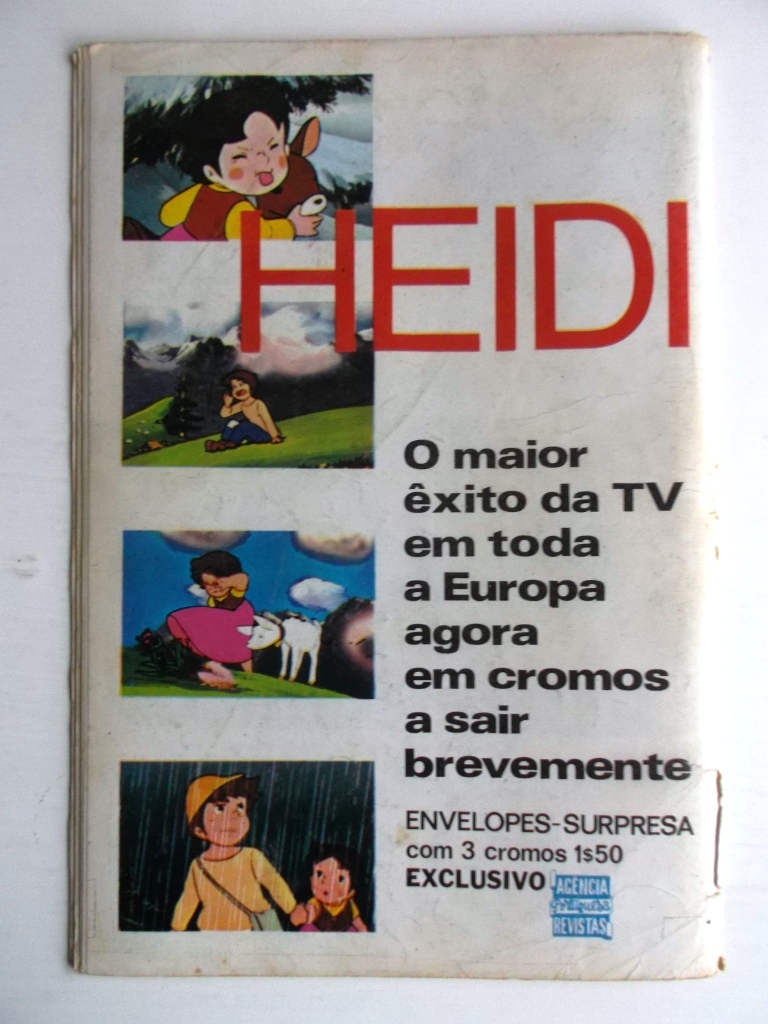 HEIDI
O maior
êxito da TV
em toda
a Europa
agora
em cromos
a sair
brevemente
ENVELOPES-SURPRESA
com 3 cromos 1$50
EXCLUSIVO
AGÊNCIA
portuguesa
REVISTAS